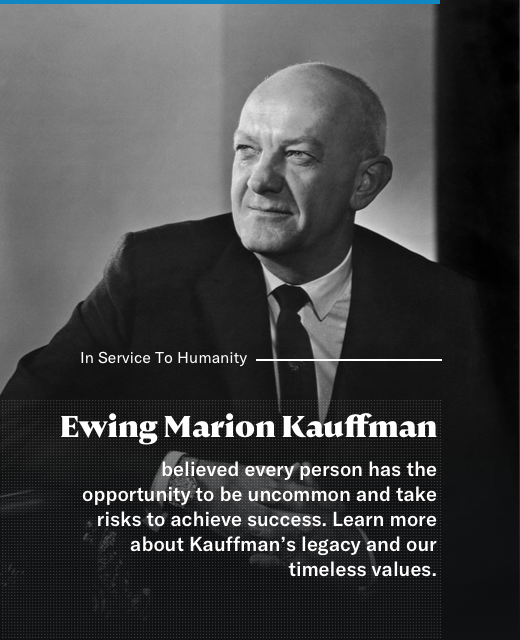 In Service To Humanity
Ewing Marion Kauffman
believed every person has the
opportunity to be uncommon and take
risks to achieve success. Learn more
about Kauffman’s legacy and our
timeless values.